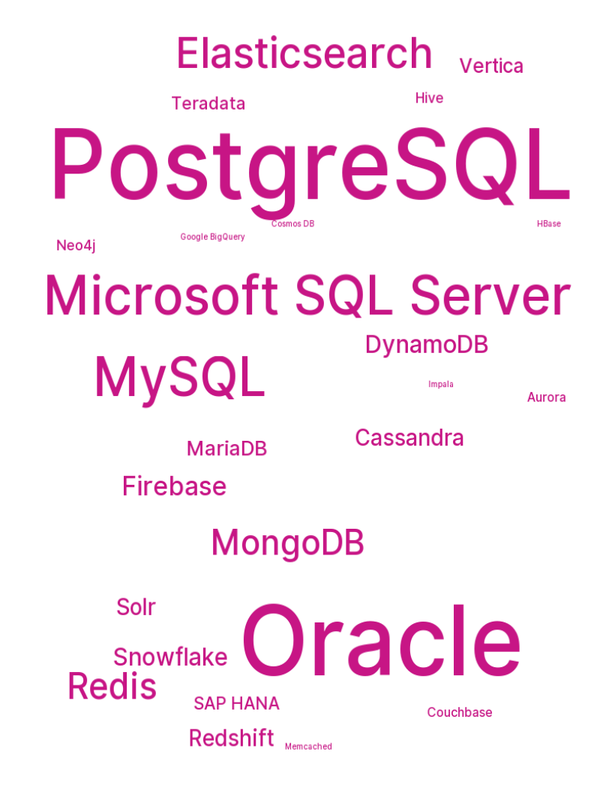 Elasticsearch
Vertica
Hive
Teradata
PostgreSQL
Cosmos DB
HBase
Google BigQuery
Neo4j
Microsoft SQL Server
DynamoDB
MySQL
Impala
Aurora
Cassandra
MariaDB
Firebase
MongoDB
Solr
Oracle
Snowflake
Redis
SAP HANA
Couchbase
Redshift
Memcached